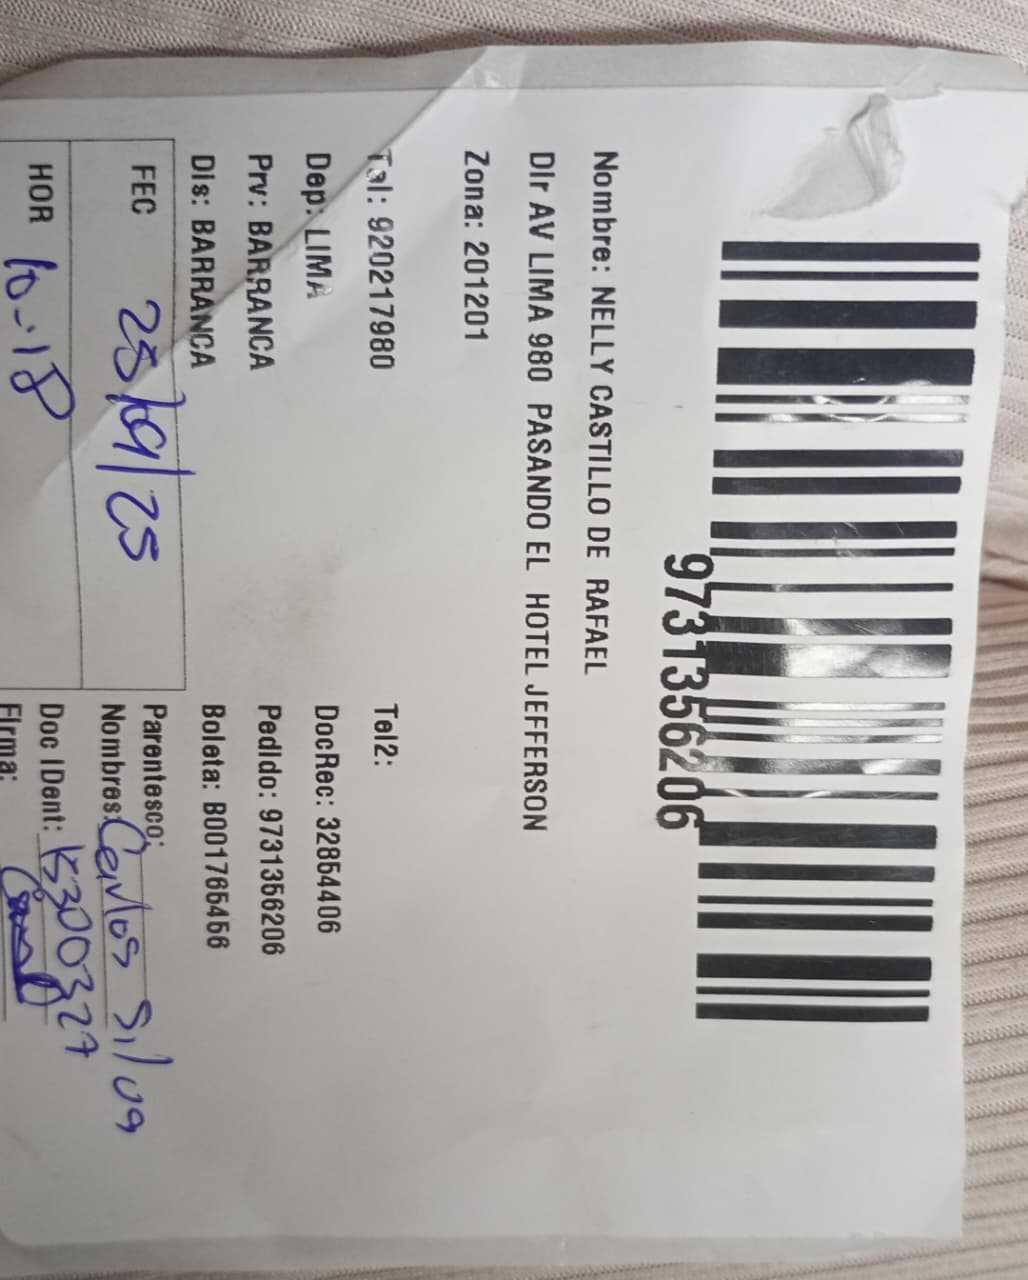 9731356206
Nombre: NELLY CASTILLO DE RAFAEL
Dir AV LIMA 980 PASANDO EL HOTEL JEFFERSON
Zona: 201201
Tel: 920217980 Tel2:
Dep: LIMA DocRec: 32854406
Prv: BARRANCA Pedido: 9731356206
Dis: BARRANCA Boleta: B001765456
Parentesco:
FEC 25/09/25 Nombres: Carlos Silva
HOR 10-18 Doc IDent: 15300327
Firma: